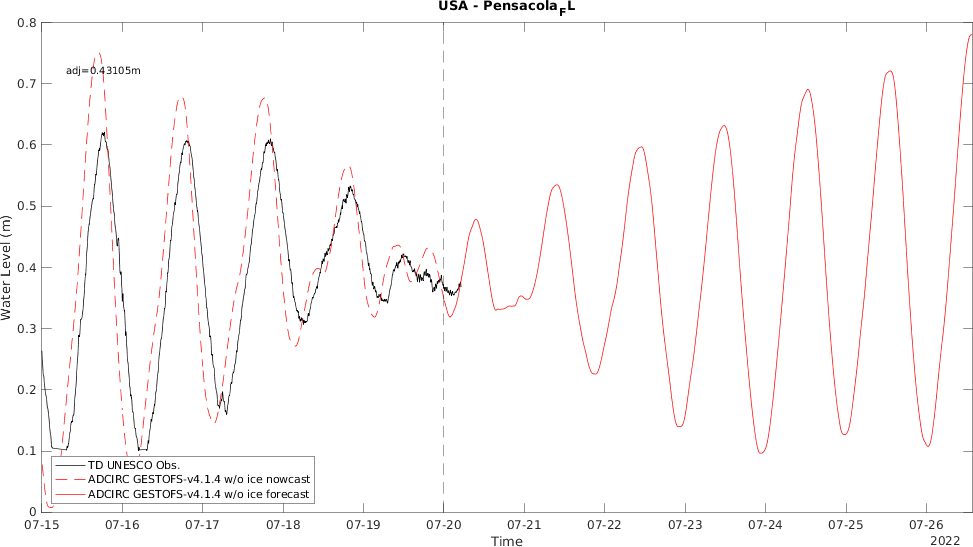 USA - Pensacola_FL
0.8
adj=0.43105m
0.7
0.6
0.5
0.4
0.3
0.2
0.1
0
Water Level (m)
TD UNESCO Obs.
ADCIRC GESTOFS-v4.1.4 w/o ice nowcast
ADCIRC GESTOFS-v4.1.4 w/o ice forecast
07-15 07-16 07-17 07-18 07-19 07-20 07-21 07-22 07-23 07-24 07-25 07-26
Time
2022